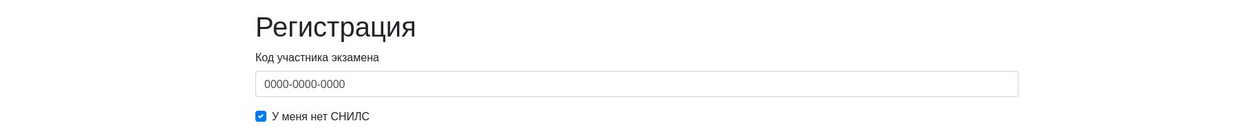 Регистрация
Код участника экзамена
0000-0000-0000
У меня нет СНИЛС